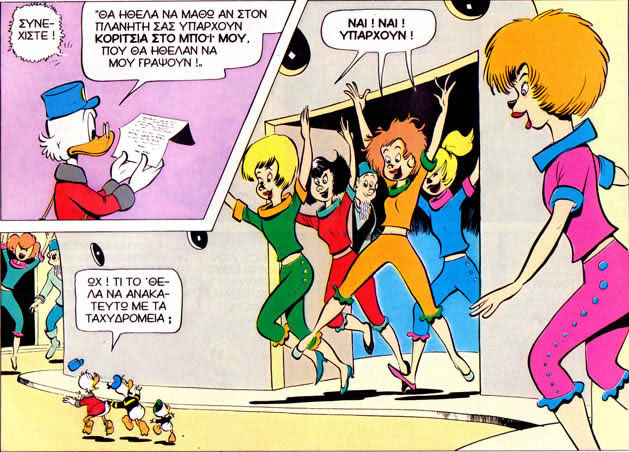 ΣΥΝΕ-
ΧΙΣΤΕ !
"ΘΑ ΗΘΕΛΑ ΝΑ ΜΑΘΩ ΑΝ ΣΤΟΝ
ΠΛΑΝΗΤΗ ΣΑΣ ΥΠΑΡΧΟΥΝ
ΚΟΡΙΤΣΙΑ ΣΤΟ ΜΠΟΪ ΜΟΥ,
ΠΟΥ ΘΑ ΗΘΕΛΑΝ ΝΑ
ΜΟΥ ΓΡΑΨΟΥΝ !..
ΝΑΙ ! ΝΑΙ !
ΥΠΑΡΧΟΥΝ !
ΩΧ ! ΤΙ ΤΟ 'ΘΕ-
ΛΑ ΝΑ ΑΝΑΚΑ-
ΤΕΥΤΩ ΜΕ ΤΑ
ΤΑΧΥΔΡΟΜΕΙΑ ;